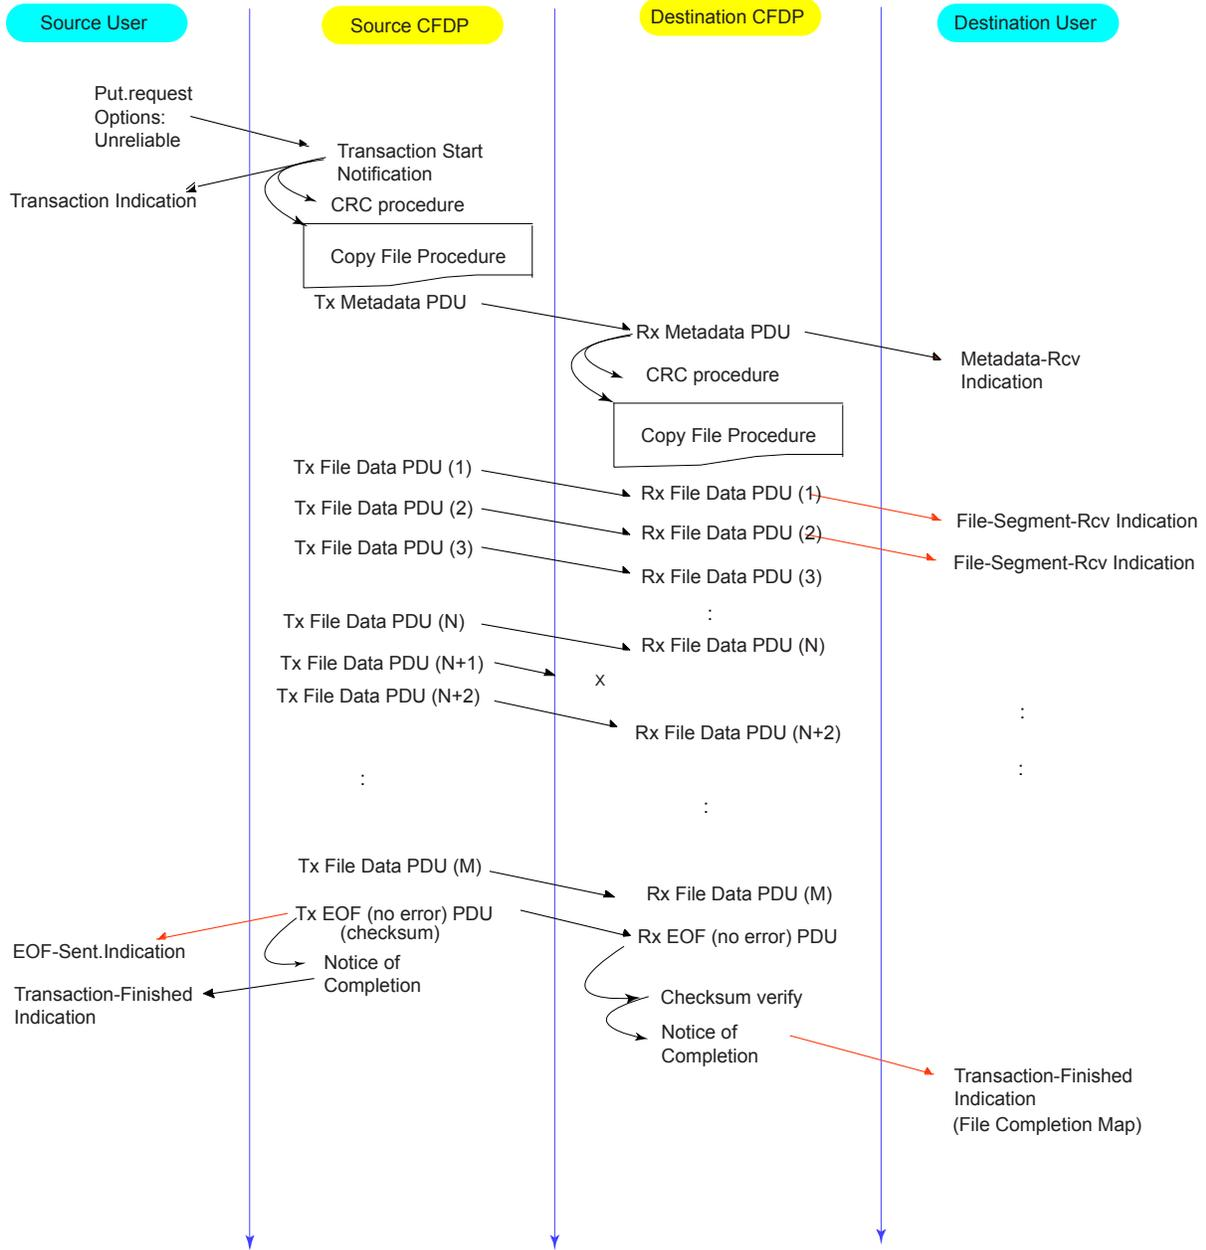 Source User
Source CFDP
Destination CFDP
Destination User
Put.request
Options:
Unreliable
Transaction Start
Notification
Transaction Indication
CRC procedure
Copy File Procedure
Tx Metadata PDU
Rx Metadata PDU
Metadata-Rcv
Indication
CRC procedure
Copy File Procedure
Tx File Data PDU (1)
Rx File Data PDU (1)
File-Segment-Rcv Indication
Tx File Data PDU (2)
Rx File Data PDU (2)
File-Segment-Rcv Indication
Tx File Data PDU (3)
Rx File Data PDU (3)
:
Tx File Data PDU (N)
Rx File Data PDU (N)
Tx File Data PDU (N+1)
x
Tx File Data PDU (N+2)
Rx File Data PDU (N+2)
:
:
:
:
Tx File Data PDU (M)
Rx File Data PDU (M)
Tx EOF (no error) PDU
(checksum)
Rx EOF (no error) PDU
EOF-Sent.Indication
Notice of
Completion
Transaction-Finished
Indication
Checksum verify
Notice of
Completion
Transaction-Finished
Indication
(File Completion Map)